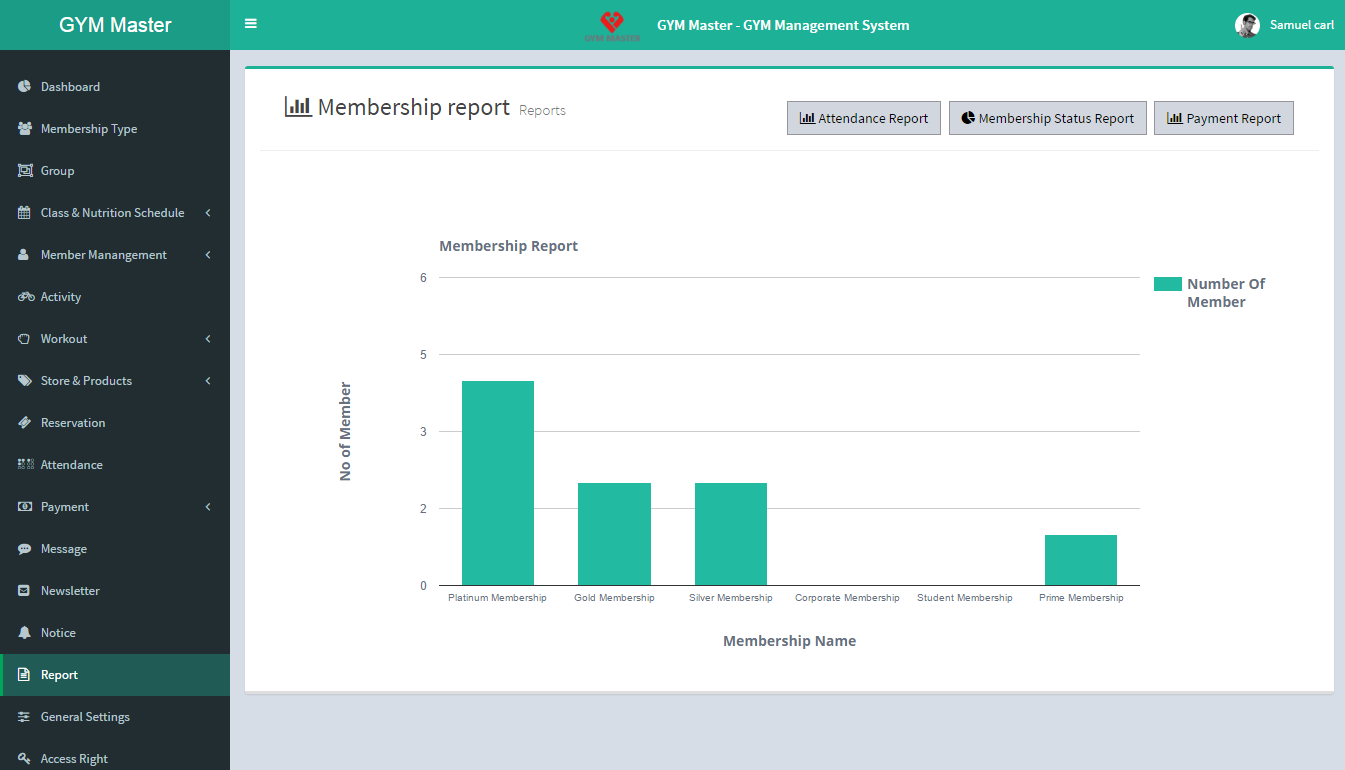 GYM Master
GYM MASTER
GYM Master - GYM Management System
Samuel carl
Dashboard
Membership Type
Group
Class & Nutrition Schedule
Member Manangement
Activity
Workout
Store & Products
Reservation
Attendance
Payment
Message
Newsletter
Notice
Report
General Settings
Access Right
Membership report Reports
Attendance Report
Membership Status Report
Payment Report
Membership Report
6
5
3
2
0
No of Member
Platinum Membership
Gold Membership
Silver Membership
Corporate Membership
Student Membership
Prime Membership
Membership Name
Number Of
Member